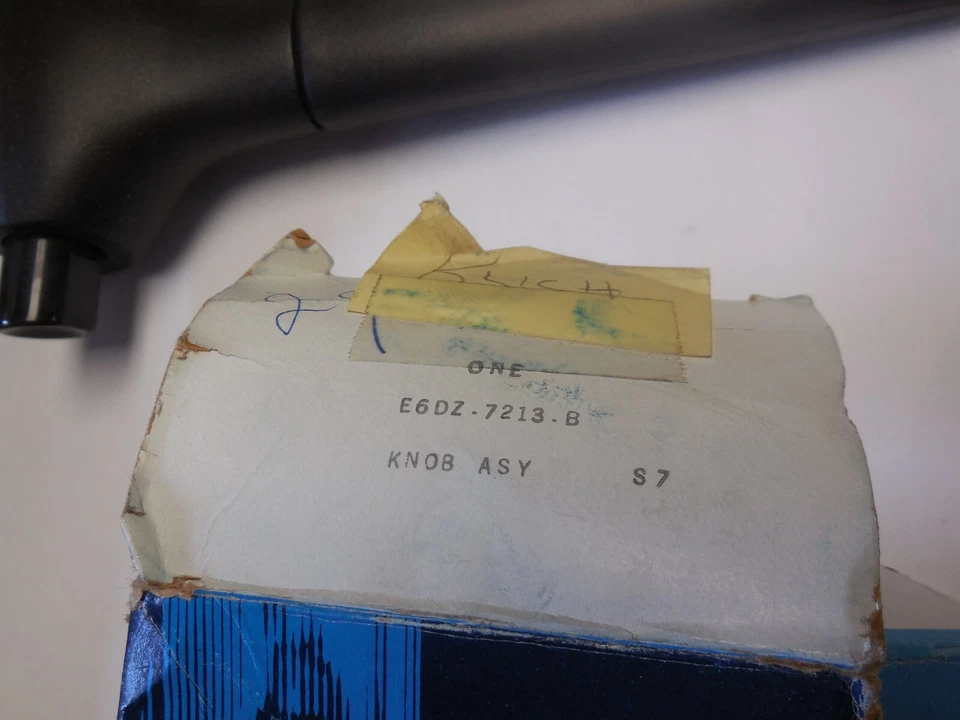 ONE
E6DZ.7213.B
KNOB ASY S7